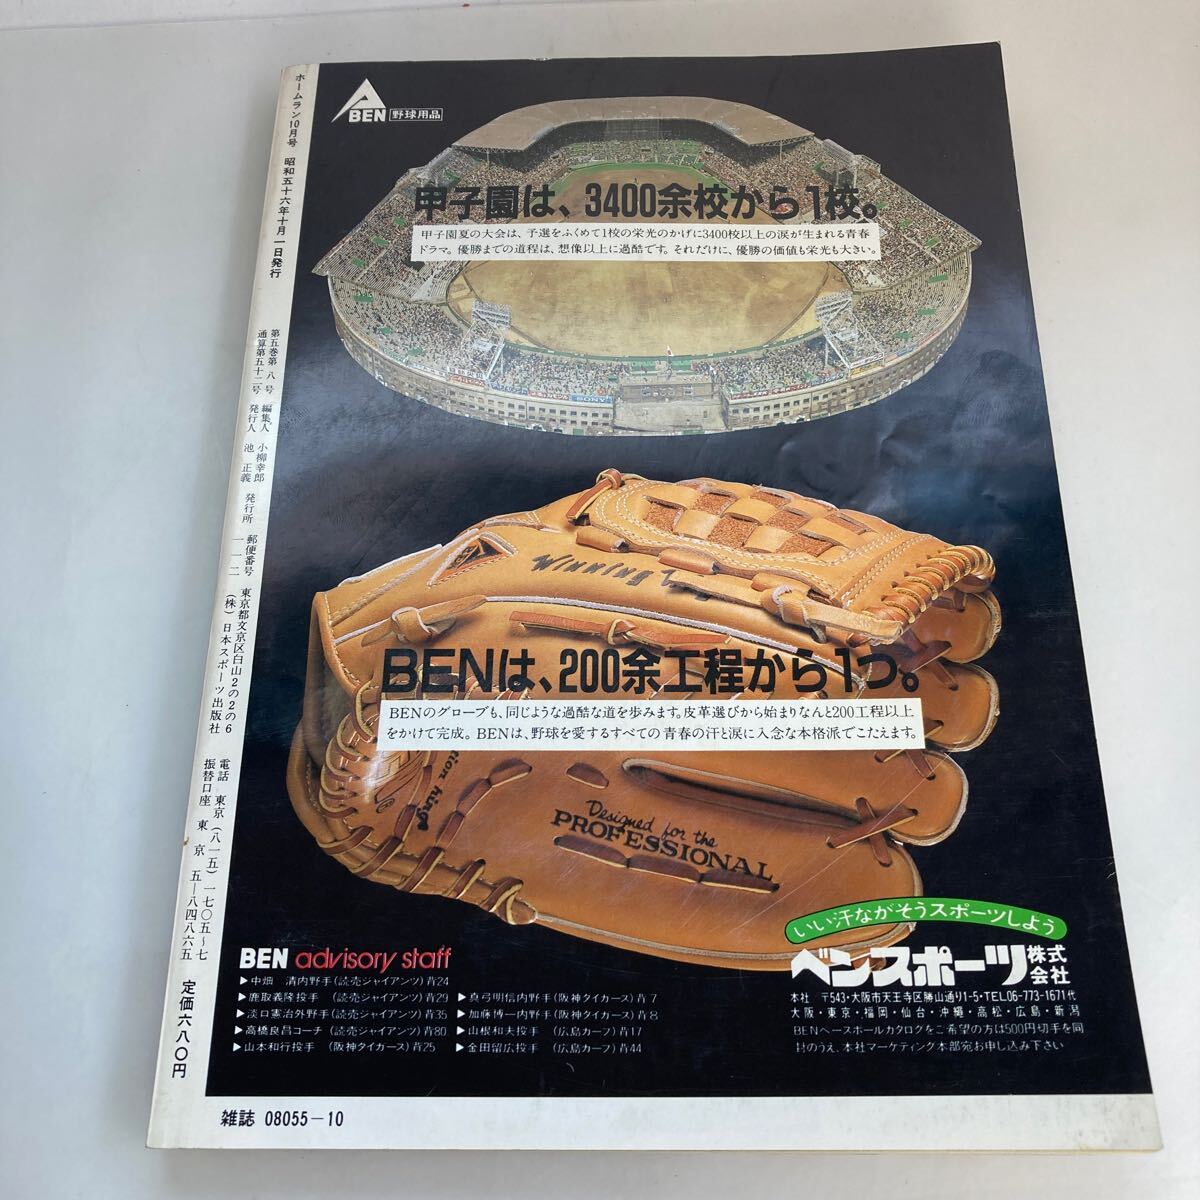 BEN 野球用品
甲子園は、3400余校から1校。
甲子園夏の大会は、予選をふくめて1校の栄光のかげに3400校以上の涙が生まれる青春
ドラマ。優勝までの道程は、想像以上に過酷です。それだけに、優勝の価値も栄光も大きい。
SONY
Winning
BENは、200余工程から1つ。
BENのグローブも、同じような過酷な道を歩みます。皮革選びから始まりなんと200工程以上
をかけて完成。BENは、野球を愛するすべての青春の汗と涙に入念な本格派でこたえます。
Designed for the
PROFESSIONAL
いい汗ながそうスポーツしよう
ベンスポーツ株式会社
本社 〒543・大阪市天王寺区勝山通り1-5・TEL06-773-1671代
大阪・東京・福岡・仙台・沖縄・高松・広島・新潟
BENベースボールカタログをご希望の方は500円切手を同
封のうえ、本社マーケティング本部宛お申し込み下さい
BEN advisory staff
▶中畑 清内野手(読売ジャイアンツ)背24
▶鹿取義隆投手 (読売ジャイアンツ)背29
▶淡口憲治外野手(読売ジャイアンツ)背35
▶高橋良昌コーチ(読売ジャイアンツ)背80
▶山本和行投手 (阪神タイガース)背25
▶真弓明信内野手(阪神タイガース)背7
▶加藤博一内野手(阪神タイガース)背8
▶山根和夫投手 (広島カープ)背17
▶金田留広投手 (広島カープ)背44
雑誌 08055-10
ホームラン10月号 昭和五十六年十月一日発行
第五巻第八号
通算第五十二号
編集人 小柳幸郎
発行人 池 正義
発行所 郵便番号 一一二 東京都文京区白山2の2の6
(株)日本スポーツ出版社
電話 東京(八一五)一七〇五〜七
振替口座 東京 五—八四八六五
定価六八〇円